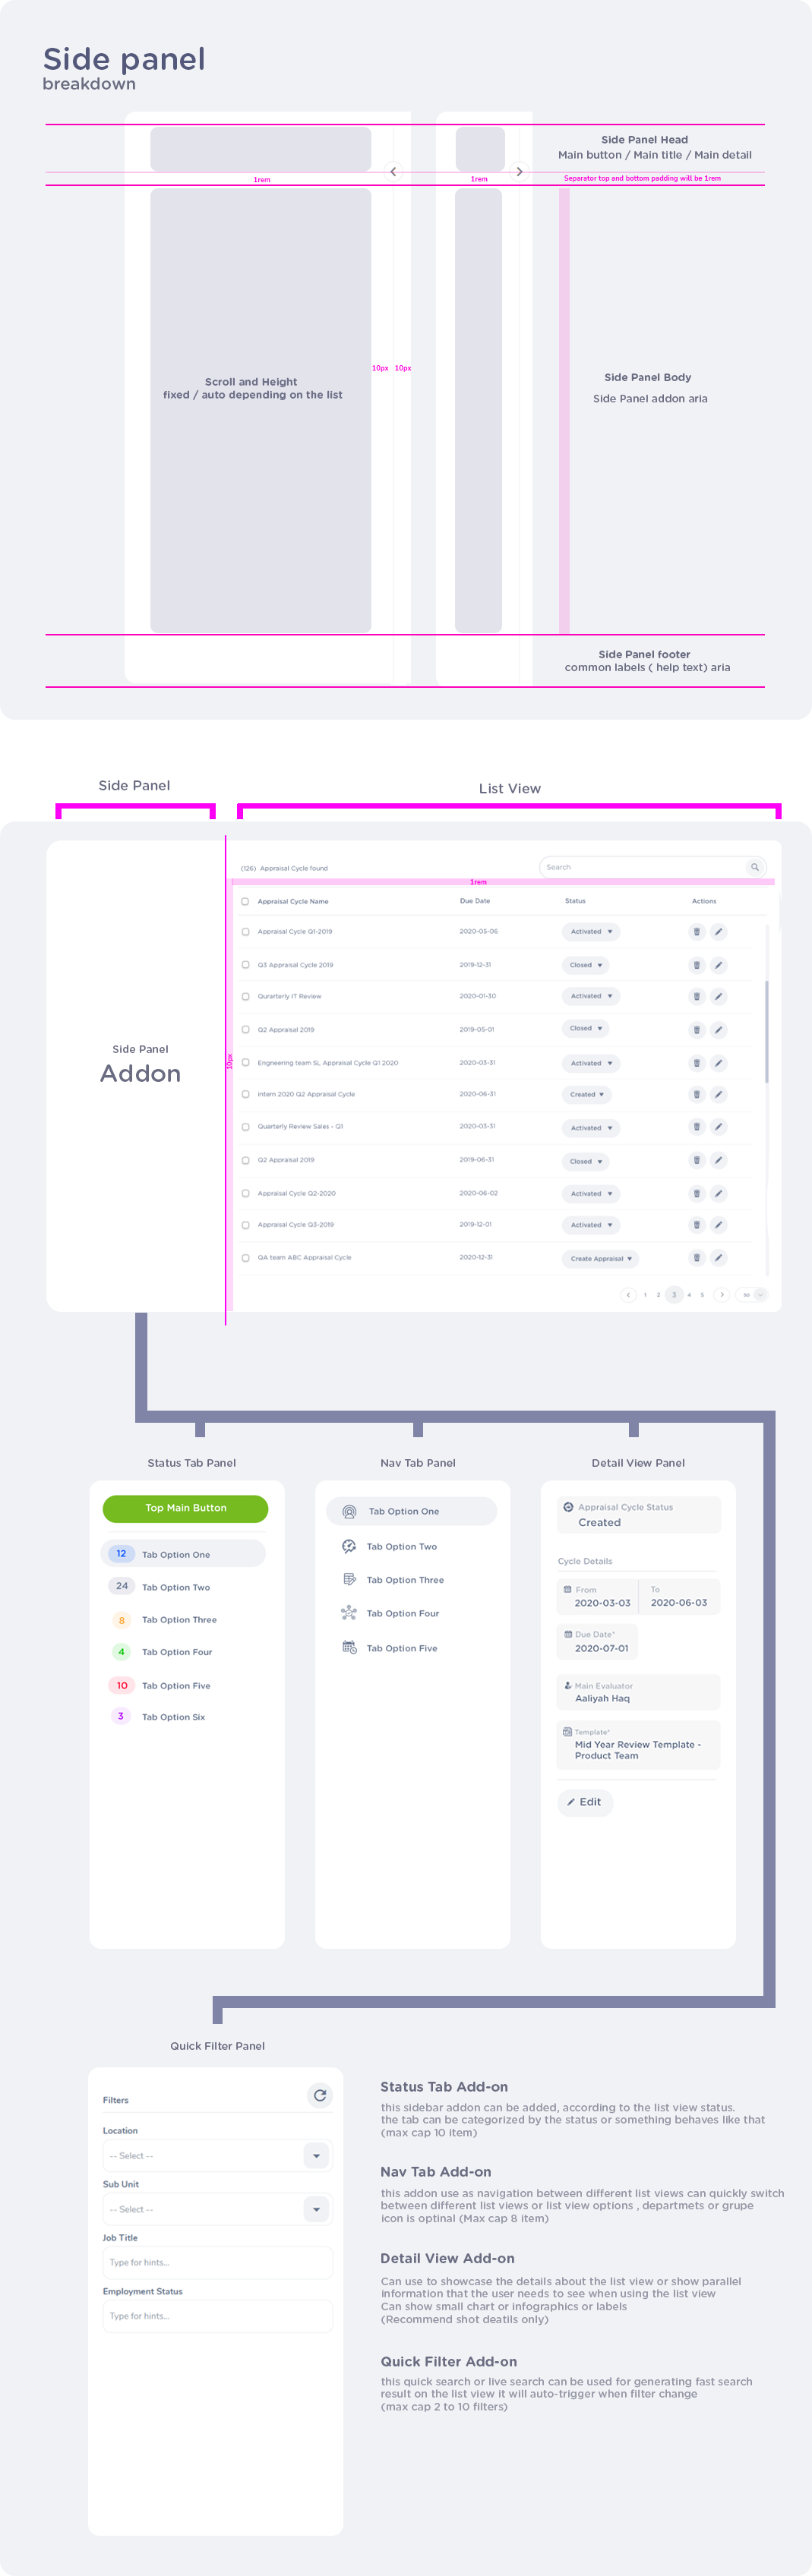 Side panel
breakdown
Side Panel Head
Main button / Main title / Main detail
1rem
1rem
Separator top and bottom padding will be 1rem
Scroll and Height
fixed / auto depending on the list
10px
10px
Side Panel Body
Side Panel addon aria
Side Panel footer
common labels ( help text) aria
Side Panel
List View
Side Panel
Addon
10px
(126) Appraisal Cycle found
Search
1rem
Appraisal Cycle Name Due Date Status Actions
Appraisal Cycle Q1-2019 2020-05-06 Activated
Q3 Appraisal Cycle 2019 2019-12-31 Closed
Qurarterly IT Review 2020-01-30 Activated
Q2 Appraisal 2019 2019-05-01 Closed
Engneering team SL Appraisal Cycle Q1 2020 2020-03-31 Activated
Intern 2020 Q2 Appraisal Cycle 2020-06-31 Created
Quarterly Review Sales - Q1 2020-03-31 Activated
Q2 Appraisal 2019 2019-06-31 Closed
Appraisal Cycle Q2-2020 2020-06-02 Activated
Appraisal Cycle Q3-2019 2019-12-01 Activated
QA team ABC Appraisal Cycle 2020-12-31 Create Appraisal
1 2 3 4 5 50
Status Tab Panel
Top Main Button
12 Tab Option One
24 Tab Option Two
8 Tab Option Three
4 Tab Option Four
10 Tab Option Five
3 Tab Option Six
Nav Tab Panel
Tab Option One
Tab Option Two
Tab Option Three
Tab Option Four
Tab Option Five
Detail View Panel
Appraisal Cycle Status
Created
Cycle Details
From To
2020-03-03 2020-06-03
Due Date*
2020-07-01
Main Evaluator
Aaliyah Haq
Template*
Mid Year Review Template -
Product Team
Edit
Quick Filter Panel
Filters
Location
-- Select --
Sub Unit
-- Select --
Job Title
Type for hints...
Employment Status
Type for hints...
Status Tab Add-on
this sidebar addon can be added, according to the list view status.
the tab can be categorized by the status or something behaves like that
(max cap 10 item)
Nav Tab Add-on
this addon use as navigation between different list views can quickly switch
between different list views or list view options , departmets or grupe
icon is optinal (Max cap 8 item)
Detail View Add-on
Can use to showcase the details about the list view or show parallel
information that the user needs to see when using the list view
Can show small chart or infographics or labels
(Recommend shot deatils only)
Quick Filter Add-on
this quick search or live search can be used for generating fast search
result on the list view it will auto-trigger when filter change
(max cap 2 to 10 filters)